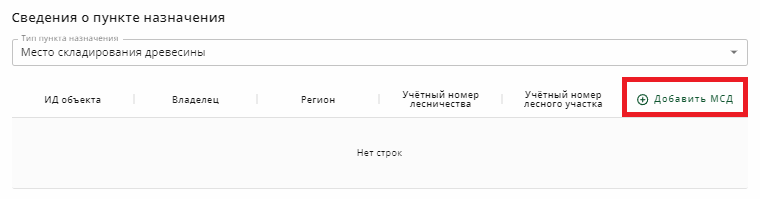 Сведения о пункте назначения
Тип пункта назначения
Место складирования древесины
ИД объекта
Владелец
Регион
Учётный номер
лесничества
Учётный номер
лесного участка
Добавить МСД
Нет строк